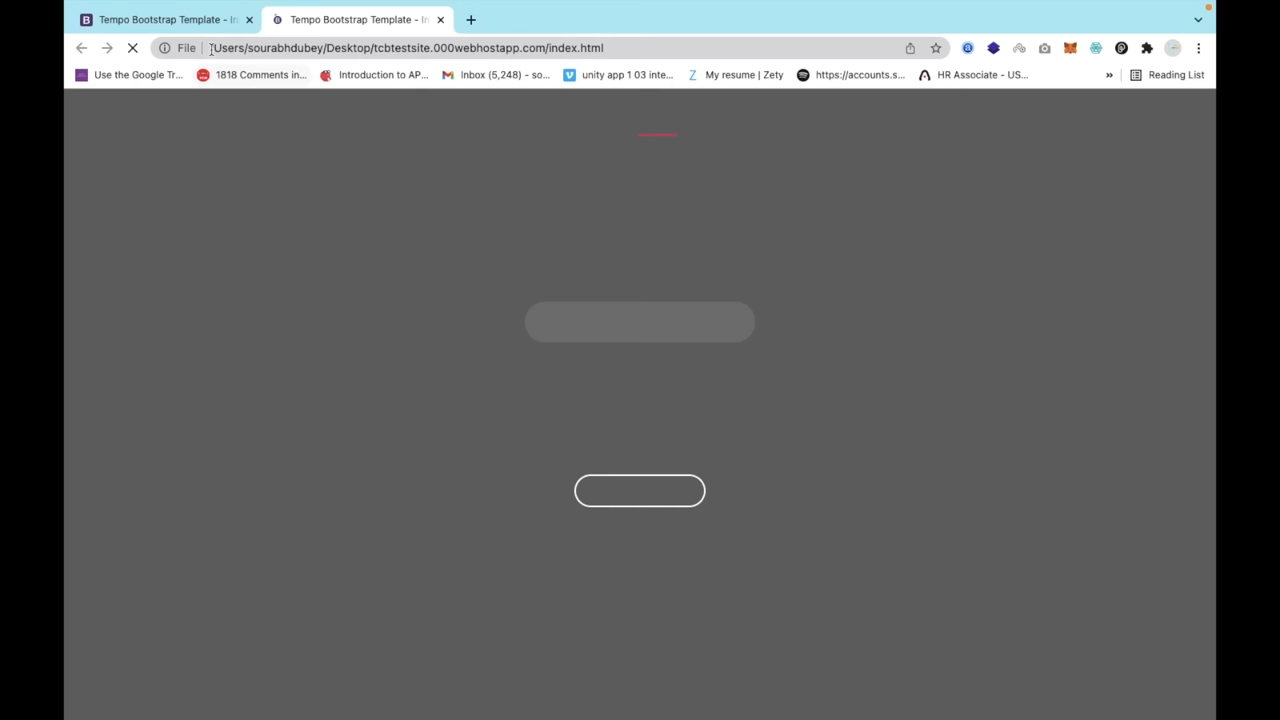 Tempo Bootstrap Template - In
Tempo Bootstrap Template - In
File /Users/sourabhdubey/Desktop/tcbtestsite.000webhostapp.com/index.html
Use the Google Tr... 1818 Comments in... Introduction to AP... Inbox (5,248) - so... unity app 1 03 inte... My resume | Zety https://accounts.s... HR Associate - US... » Reading List